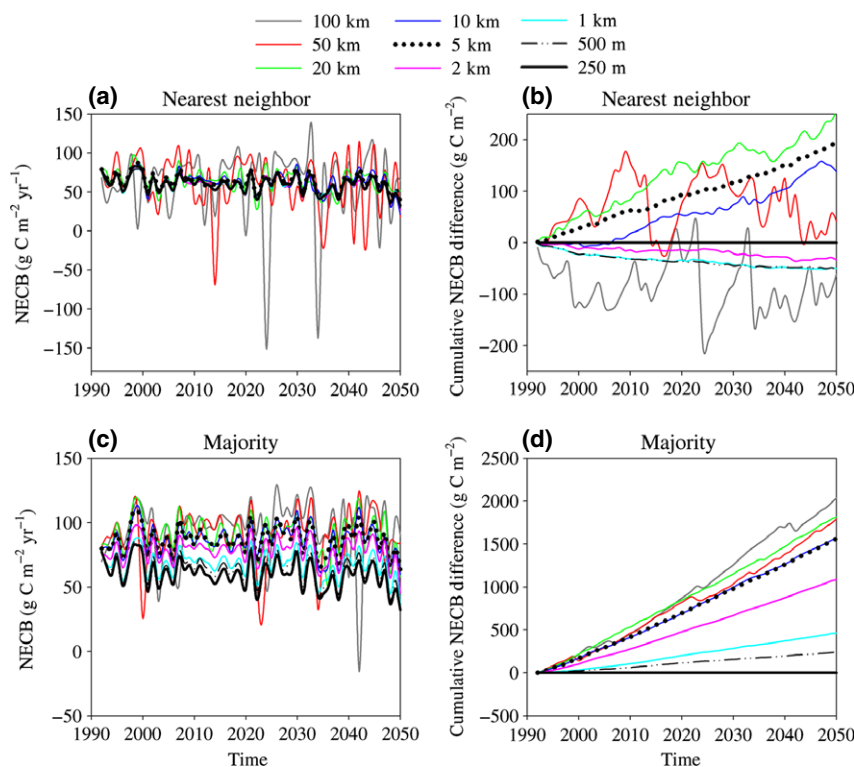 100 km 10 km 1 km
50 km 5 km 500 m
20 km 2 km 250 m
(a) Nearest neighbor
NECB (g C m−2 yr−1)
150
100
50
0
−50
−100
−150
1990 2000 2010 2020 2030 2040 2050
(b) Nearest neighbor
Cumulative NECB difference (g C m−2)
200
100
0
−100
−200
1990 2000 2010 2020 2030 2040 2050
(c) Majority
NECB (g C m−2 yr−1)
150
100
50
0
−50
1990 2000 2010 2020 2030 2040 2050
Time
(d) Majority
Cumulative NECB difference (g C m−2)
2500
2000
1500
1000
500
0
−500
1990 2000 2010 2020 2030 2040 2050
Time